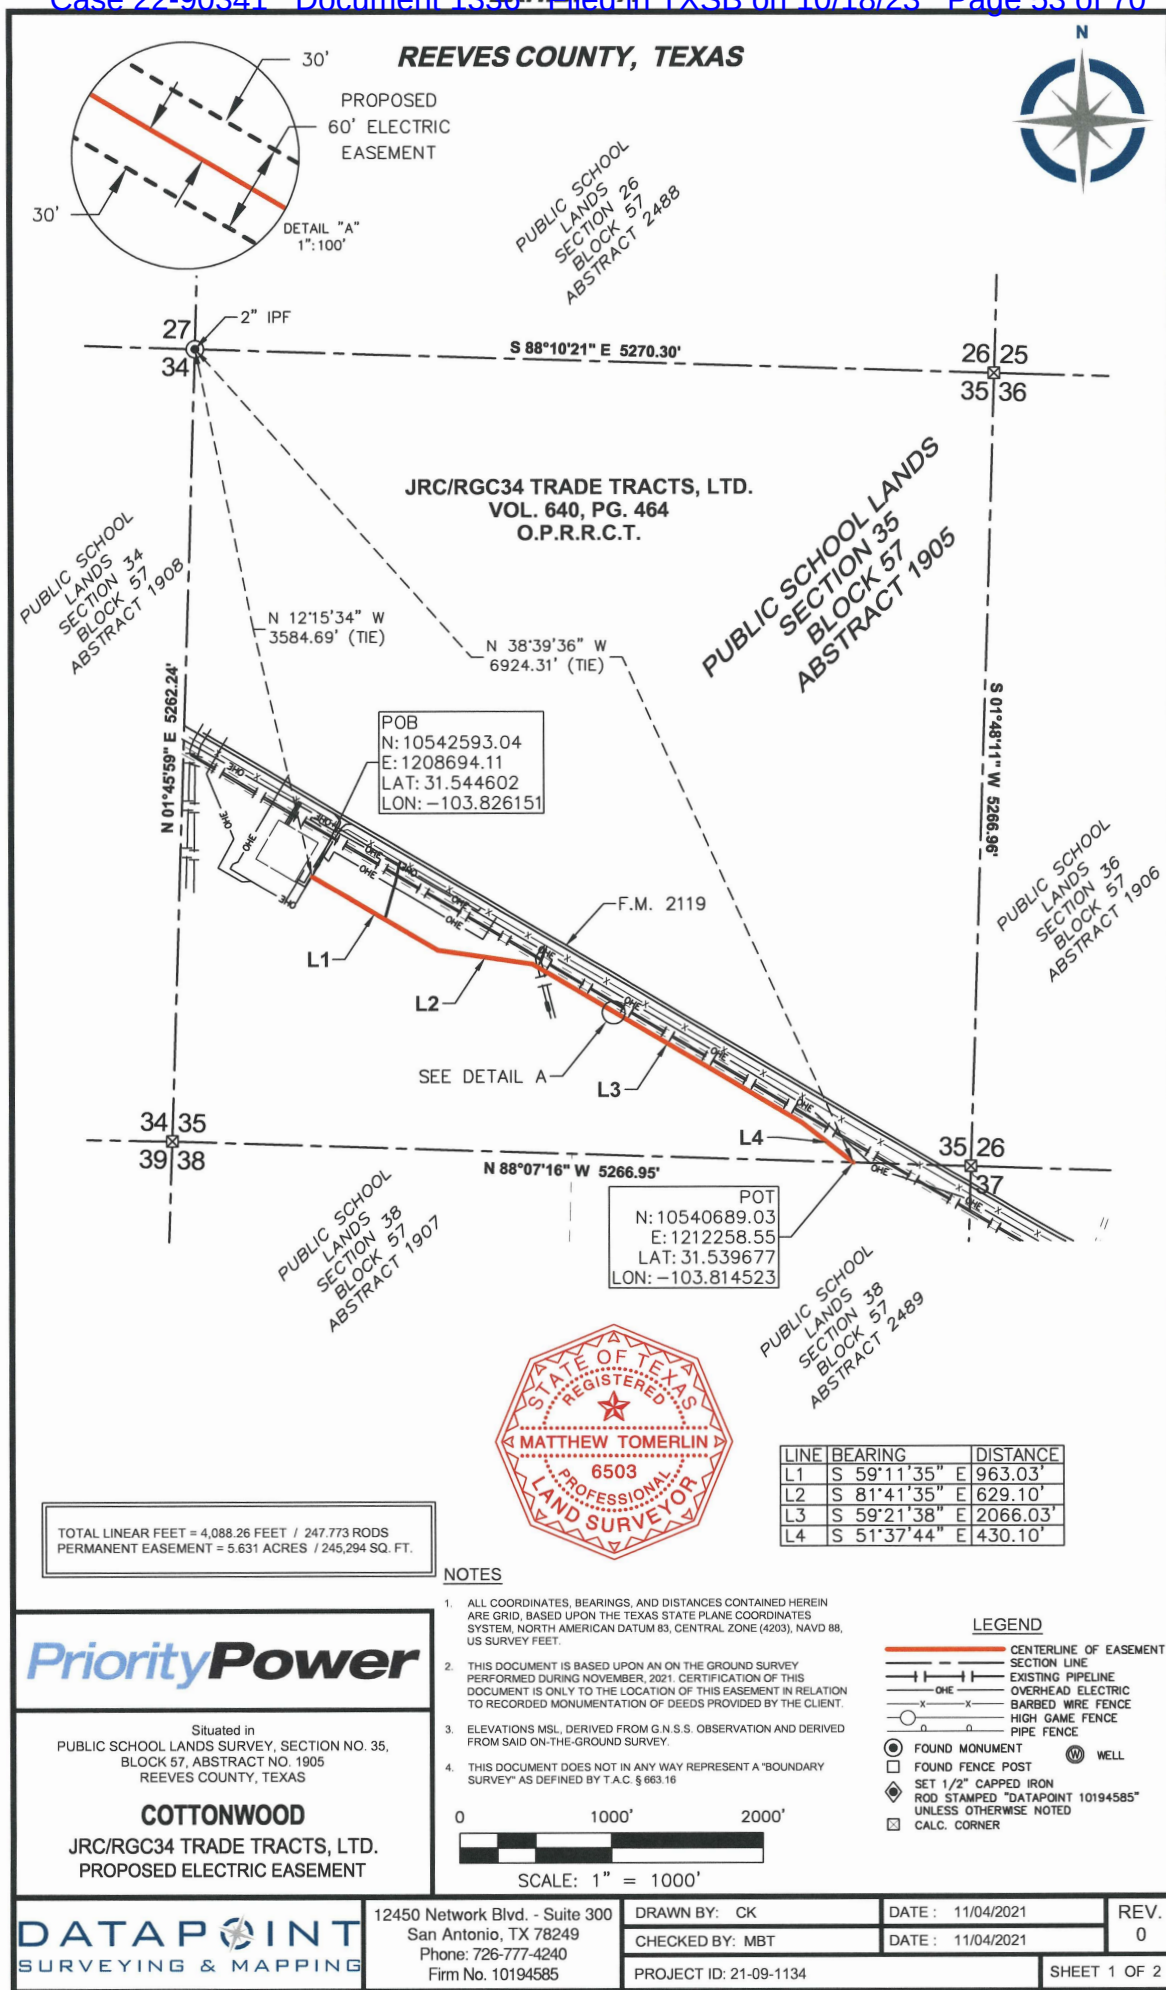 Case 22-90341 Document 1336 Filed in TXSB on 10/18/23 Page 53 of 70
REEVES COUNTY, TEXAS
N
30'
PROPOSED
60' ELECTRIC
EASEMENT
30'
DETAIL "A"
1":100'
PUBLIC SCHOOL
LANDS
SECTION 26
BLOCK 57
ABSTRACT 2488
27
34
2" IPF
S 88°10'21" E 5270.30'
26 25
35 36
JRC/RGC34 TRADE TRACTS, LTD.
VOL. 640, PG. 464
O.P.R.R.C.T.
PUBLIC SCHOOL LANDS
SECTION 35
BLOCK 57
ABSTRACT 1905
PUBLIC SCHOOL
LANDS
SECTION 34
BLOCK 57
ABSTRACT 1908
N 12°15'34" W
3584.69' (TIE)
N 38°39'36" W
6924.31' (TIE)
N 01°45'59" E 5262.24'
S 01°48'11" W 5266.96'
POB
N: 10542593.04
E: 1208694.11
LAT: 31.544602
LON: -103.826151
PUBLIC SCHOOL
LANDS
SECTION 36
BLOCK 57
ABSTRACT 1906
F.M. 2119
L1
L2
SEE DETAIL A
L3
L4
OHE
34 35
39 38
35 26
37
N 88°07'16" W 5266.95'
POT
N: 10540689.03
E: 1212258.55
LAT: 31.539677
LON: -103.814523
PUBLIC SCHOOL
LANDS
SECTION 38
BLOCK 57
ABSTRACT 1907
PUBLIC SCHOOL
LANDS
SECTION 38
BLOCK 57
ABSTRACT 2489
STATE OF TEXAS
REGISTERED
MATTHEW TOMERLIN
6503
PROFESSIONAL
LAND SURVEYOR
LINE BEARING DISTANCE
L1 S 59°11'35" E 963.03'
L2 S 81°41'35" E 629.10'
L3 S 59°21'38" E 2066.03'
L4 S 51°37'44" E 430.10'
TOTAL LINEAR FEET = 4,088.26 FEET / 247.773 RODS
PERMANENT EASEMENT = 5.631 ACRES / 245,294 SQ. FT.
NOTES
1. ALL COORDINATES, BEARINGS, AND DISTANCES CONTAINED HEREIN
ARE GRID, BASED UPON THE TEXAS STATE PLANE COORDINATES
SYSTEM, NORTH AMERICAN DATUM 83, CENTRAL ZONE (4203), NAVD 88,
US SURVEY FEET.
2. THIS DOCUMENT IS BASED UPON AN ON THE GROUND SURVEY
PERFORMED DURING NOVEMBER, 2021. CERTIFICATION OF THIS
DOCUMENT IS ONLY TO THE LOCATION OF THIS EASEMENT IN RELATION
TO RECORDED MONUMENTATION OF DEEDS PROVIDED BY THE CLIENT.
3. ELEVATIONS MSL, DERIVED FROM G.N.S.S. OBSERVATION AND DERIVED
FROM SAID ON-THE-GROUND SURVEY.
4. THIS DOCUMENT DOES NOT IN ANY WAY REPRESENT A "BOUNDARY
SURVEY" AS DEFINED BY T.A.C. § 663.16
LEGEND
CENTERLINE OF EASEMENT
SECTION LINE
EXISTING PIPELINE
OHE OVERHEAD ELECTRIC
BARBED WIRE FENCE
HIGH GAME FENCE
PIPE FENCE
FOUND MONUMENT
W WELL
FOUND FENCE POST
SET 1/2" CAPPED IRON
ROD STAMPED "DATAPOINT 10194585"
UNLESS OTHERWISE NOTED
CALC. CORNER
0 1000' 2000'
SCALE: 1" = 1000'
PriorityPower
Situated in
PUBLIC SCHOOL LANDS SURVEY, SECTION NO. 35,
BLOCK 57, ABSTRACT NO. 1905
REEVES COUNTY, TEXAS
COTTONWOOD
JRC/RGC34 TRADE TRACTS, LTD.
PROPOSED ELECTRIC EASEMENT
DATAPOINT
SURVEYING & MAPPING
12450 Network Blvd. - Suite 300
San Antonio, TX 78249
Phone: 726-777-4240
Firm No. 10194585
DRAWN BY: CK
DATE : 11/04/2021
CHECKED BY: MBT
DATE : 11/04/2021
REV.
0
PROJECT ID: 21-09-1134
SHEET 1 OF 2